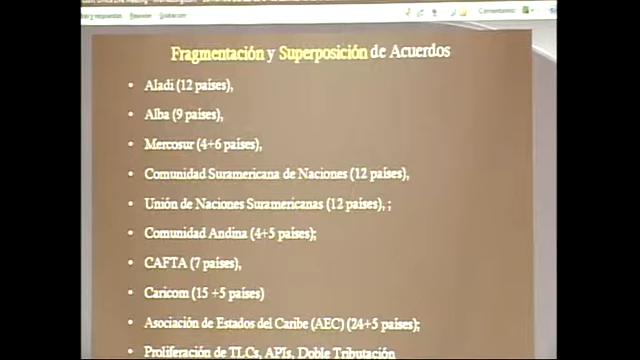 Fragmentación y Superposición de Acuerdos
• Aladi (12 países),
• Alba (9 países),
• Mercosur (4+6 países),
• Comunidad Suramericana de Naciones (12 países),
• Unión de Naciones Suramericanas (12 países), ;
• Comunidad Andina (4+5 países);
• CAFTA (7 países),
• Caricom (15 +5 países)
• Asociación de Estados del Caribe (AEC) (24+5 países);
• Proliferación de TLCs, APIs, Doble Tributación